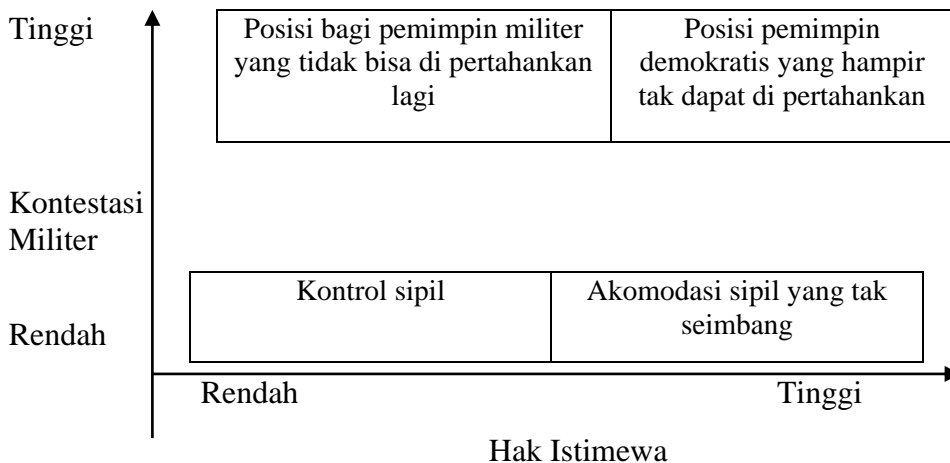 Tinggi
Posisi bagi pemimpin militer
yang tidak bisa di pertahankan
lagi
Posisi pemimpin
demokratis yang hampir
tak dapat di pertahankan
Kontestasi
Militer
Rendah
Kontrol sipil
Akomodasi sipil yang tak
seimbang
Rendah
Tinggi
Hak Istimewa